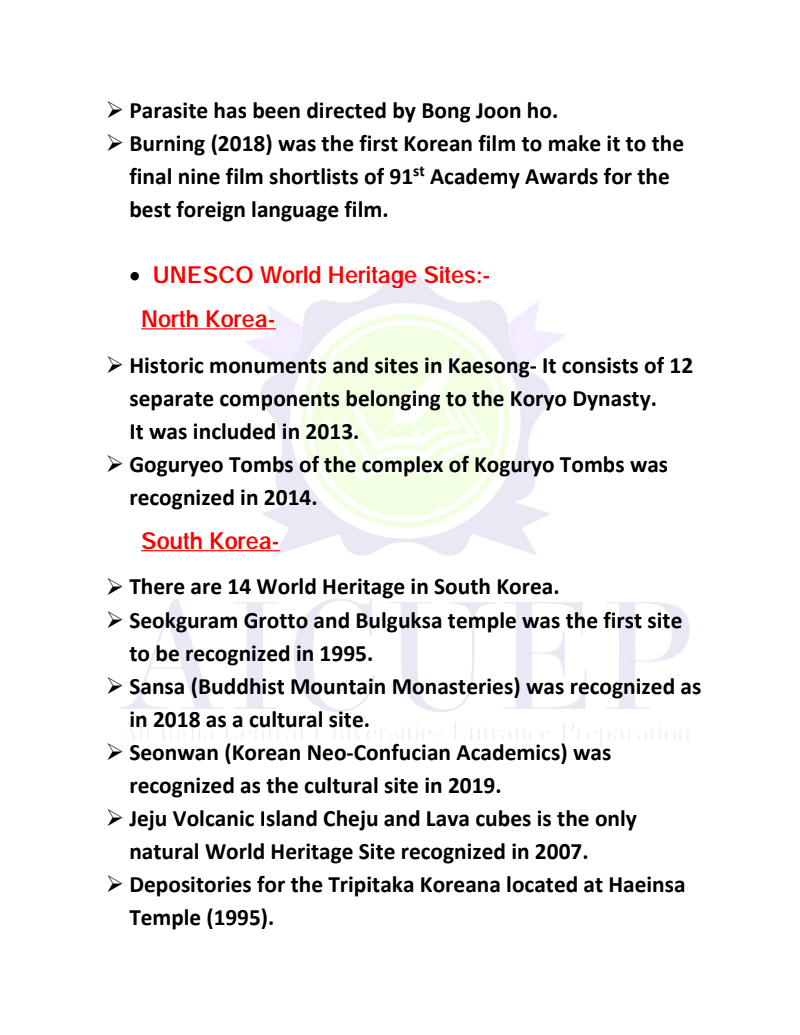 ➢ Parasite has been directed by Bong Joon ho.
➢ Burning (2018) was the first Korean film to make it to the
final nine film shortlists of 91st Academy Awards for the
best foreign language film.
• UNESCO World Heritage Sites:-
North Korea-
➢ Historic monuments and sites in Kaesong- It consists of 12
separate components belonging to the Koryo Dynasty.
It was included in 2013.
➢ Goguryeo Tombs of the complex of Koguryo Tombs was
recognized in 2014.
South Korea-
➢ There are 14 World Heritage in South Korea.
➢ Seokguram Grotto and Bulguksa temple was the first site
to be recognized in 1995.
➢ Sansa (Buddhist Mountain Monasteries) was recognized as
in 2018 as a cultural site.
AICUEP
All India Central Universities Entrance Preparation
➢ Seonwan (Korean Neo-Confucian Academics) was
recognized as the cultural site in 2019.
➢ Jeju Volcanic Island Cheju and Lava cubes is the only
natural World Heritage Site recognized in 2007.
➢ Depositories for the Tripitaka Koreana located at Haeinsa
Temple (1995).